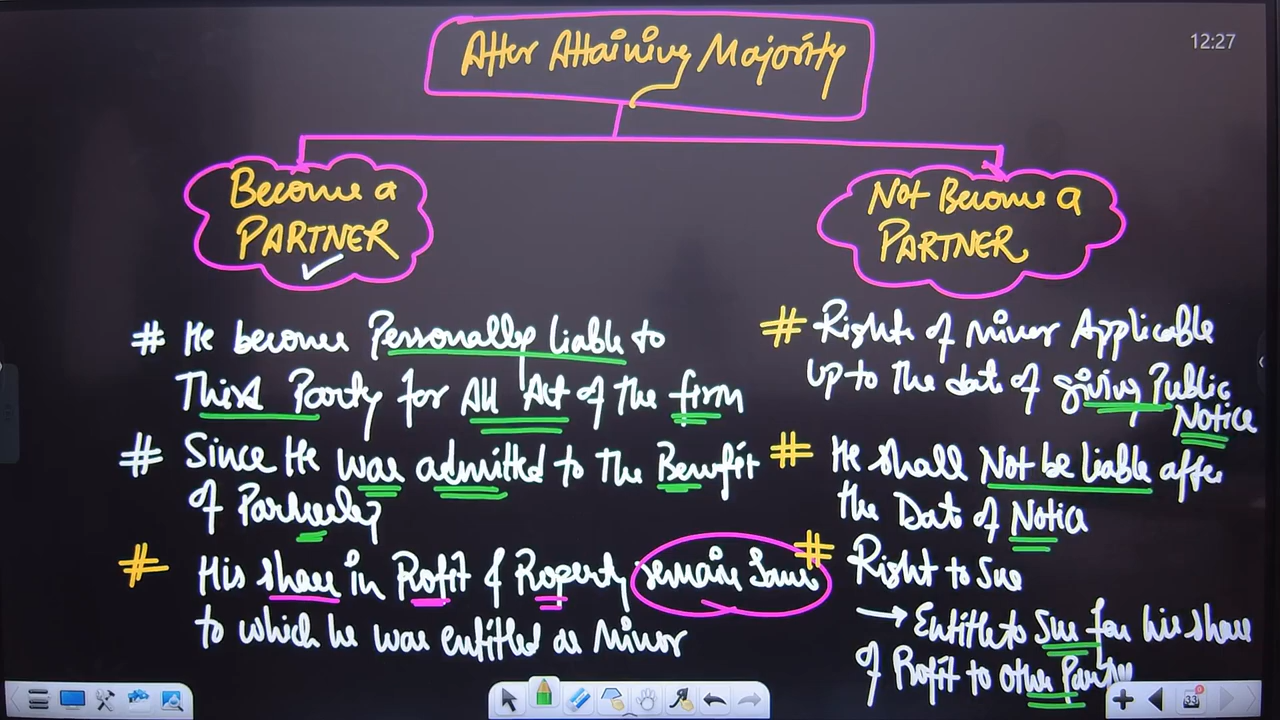 After Attaining Majority
12:27
Become a
PARTNER
# He become Personally liable to
Third Party for All Act of the firm
# Since He was admitted to the Benefit
of
# His share in Profit & Property remain Same
to which he was entitled as Minor
Not Become a
PARTNER
# Rights of minor Applicable
up to the date of giving Public
Notice
# He shall Not be liable after
the Date of Notice
# Right to Sue
→ Entitle to Sue for his share
of Profit to other
33